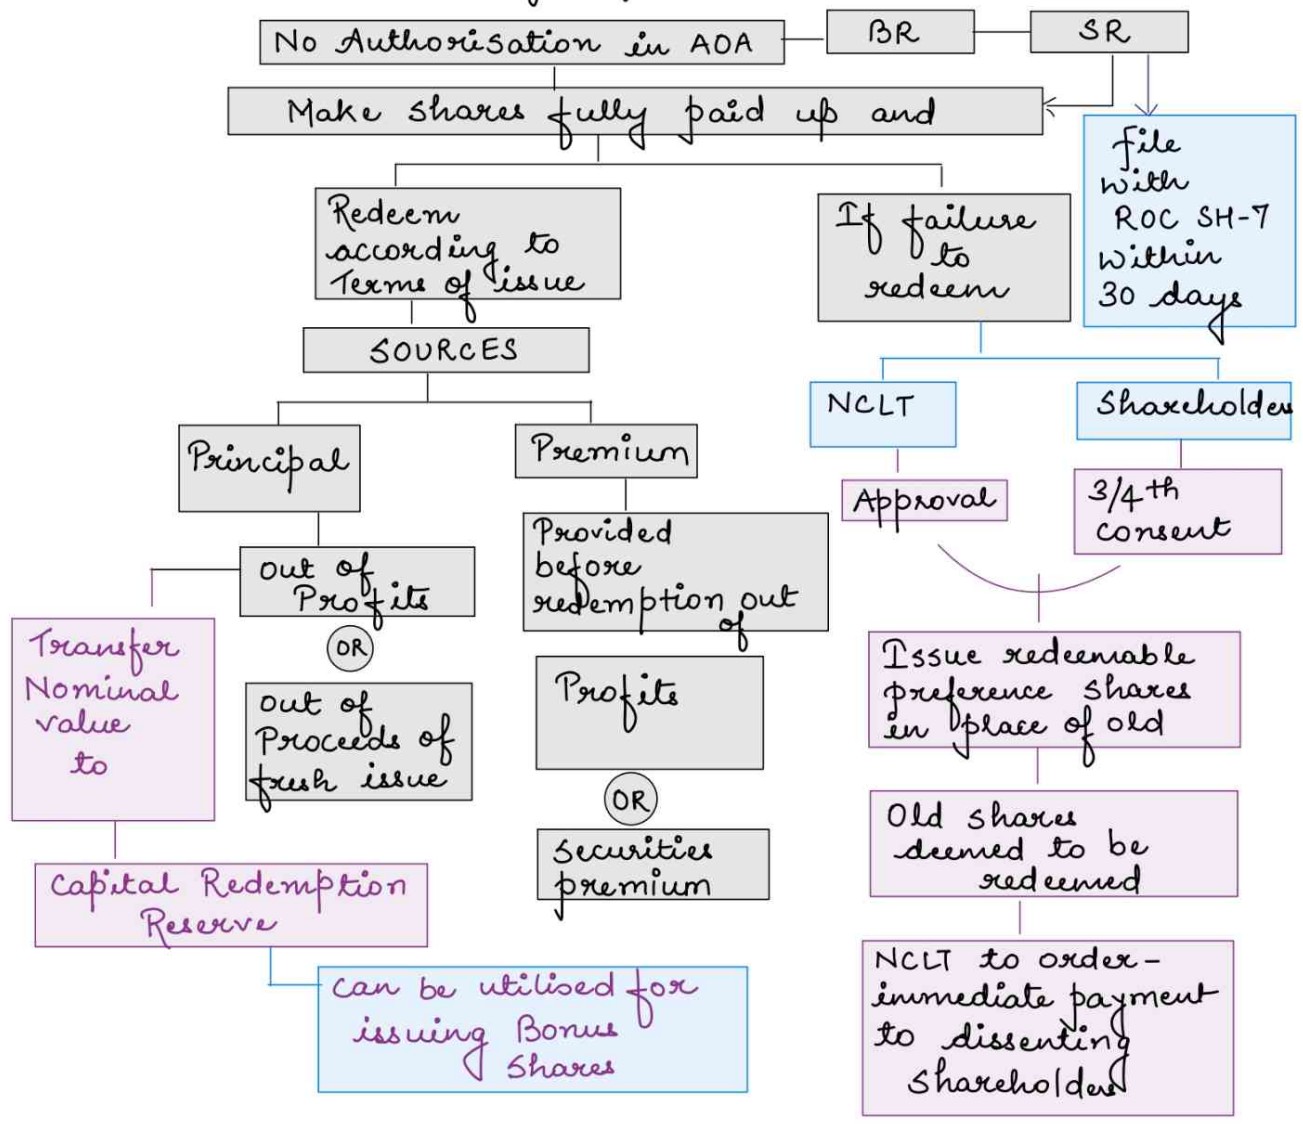 No Authorisation in AOA
BR
SR
Make shares fully paid up and
file
with
ROC SH-7
within
30 days
Redeem
according to
Terms of issue
If failure
to
redeem
SOURCES
NCLT
Shareholders
Principal
Premium
Approval
3/4th
consent
out of
Profits
OR
out of
Proceeds of
fresh issue
Provided
before
redemption out
of
Profits
OR
securities
premium
Transfer
Nominal
value
to
Capital Redemption
Reserve
can be utilised for
issuing Bonus
Shares
Issue redeemable
preference shares
in place of old
Old shares
deemed to be
redeemed
NCLT to order-
immediate payment
to dissenting
shareholders